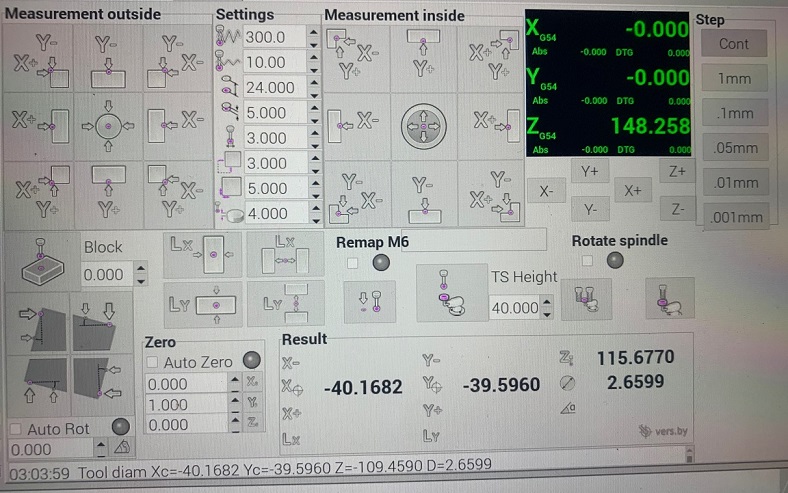 Measurement outside
Settings
Measurement inside
Step
Y-
Y-
Y-
X+
X-
X+
X-
X+
X-
Y+
Y+
Y+
300.0
10.00
24.000
5.000
3.000
3.000
5.000
4.000
X-
Y+
Y+
X+
Y+
X-
X+
Y-
X-
Y-
Y-
X+
X G54 -0.000
Abs -0.000 DTG 0.000
Y G54 -0.000
Abs -0.000 DTG 0.000
Z G54 148.258
Abs -0.000 DTG 0.000
Cont
1mm
.1mm
.05mm
.01mm
.001mm
Y+
Z+
X-
X+
Y-
Z-
Block
0.000
Lx
Lx
LY
LY
Remap M6
TS Height
40.000
Rotate spindle
Zero
Auto Zero
0.000 X.
1.000 Y.
0.000 Z.
Auto Rot
0.000
Result
X- Y- Z 115.6770
X -40.1682 Y -39.5960 2.6599
X+ Y+
Lx LY
vers.by
03:03:59 Tool diam Xc=-40.1682 Yc=-39.5960 Z=-109.4590 D=2.6599